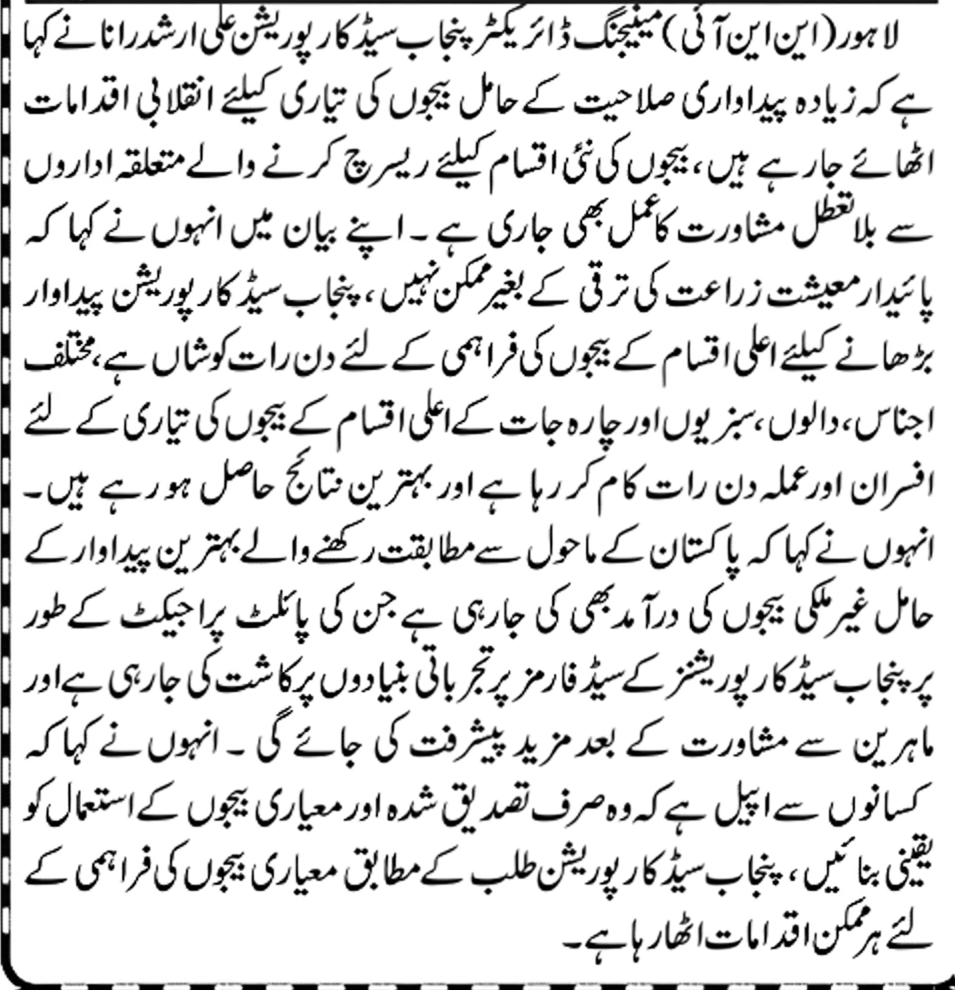 لاہور(این این آئی) مینیجنگ ڈائریکٹر پنجاب سیڈ کارپوریشن علی ارشد رانا نے کہا
ہے کہ زیادہ پیداواری صلاحیت کے حامل بیجوں کی تیاری کیلئے انقلابی اقدامات
اٹھائے جارہے ہیں، بیجوں کی نئی اقسام کیلئے ریسرچ کرنے والے متعلقہ اداروں
سے بلا تعطل مشاورت کا عمل بھی جاری ہے ۔ اپنے بیان میں انہوں نے کہا کہ
پائیدار معیشت زراعت کی ترقی کے بغیر ممکن نہیں، پنجاب سیڈ کارپوریشن پیداوار
بڑھانے کیلئے اعلی اقسام کے بیجوں کی فراہمی کے لئے دن رات کوشاں ہے، مختلف
اجناس، دالوں، سبزیوں اور چارہ جات کے اعلی اقسام کے بیجوں کی تیاری کے لئے
افسران اور عملہ دن رات کام کر رہا ہے اور بہترین نتائج حاصل ہو رہے ہیں۔
انہوں نے کہا کہ پاکستان کے ماحول سے مطابقت رکھنے والے بہترین پیداوار کے
حامل غیر ملکی بیجوں کی درآمد بھی کی جارہی ہے جن کی پائلٹ پراجیکٹ کے طور
پر پنجاب سیڈ کارپوریشنز کے سیڈ فارمز پر تجرباتی بنیادوں پر کاشت کی جارہی ہے اور
ماہرین سے مشاورت کے بعد مزید پیشرفت کی جائے گی ۔ انہوں نے کہا کہ
کسانوں سے اپیل ہے کہ وہ صرف تصدیق شدہ اور معیاری بیجوں کے استعمال کو
یقینی بنائیں، پنجاب سیڈ کارپوریشن طلب کے مطابق معیاری بیجوں کی فراہمی کے
لئے ہر ممکن اقدامات اٹھا رہا ہے۔